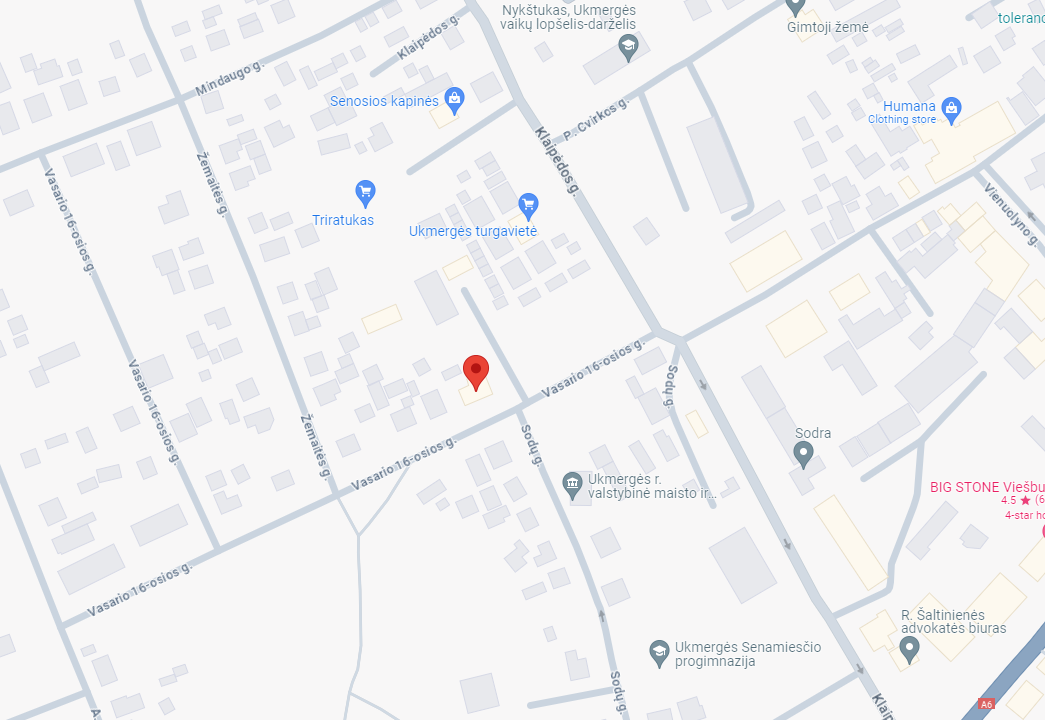 Nykštukas, Ukmergės
vaikų lopšelis-darželis
Gimtoji žemė
toleranc
Klaipėdos g.
Mindaugo g.
Senosios kapinės
Humana
Clothing store
P. Cvirkos g.
Klaipėdos g.
Žemaitės g.
Vasario 16-osios g.
Triratukas
Ukmergės turgavietė
Vienuolyno g.
Vasario 16-osios g.
Vasario 16-osios g.
Sodų g.
Žemaitės g.
Sodų g.
Sodra
Vasario 16-osios g.
Ukmergės r.
valstybinė maisto ir...
BIG STONE Viešbu
4.5 ★ (6
4-star ho
Vasario 16-osios g.
R. Šaltinienės
advokatės biuras
Ukmergės Senamiesčio
progimnazija
Sodų g.
Klaip
A6